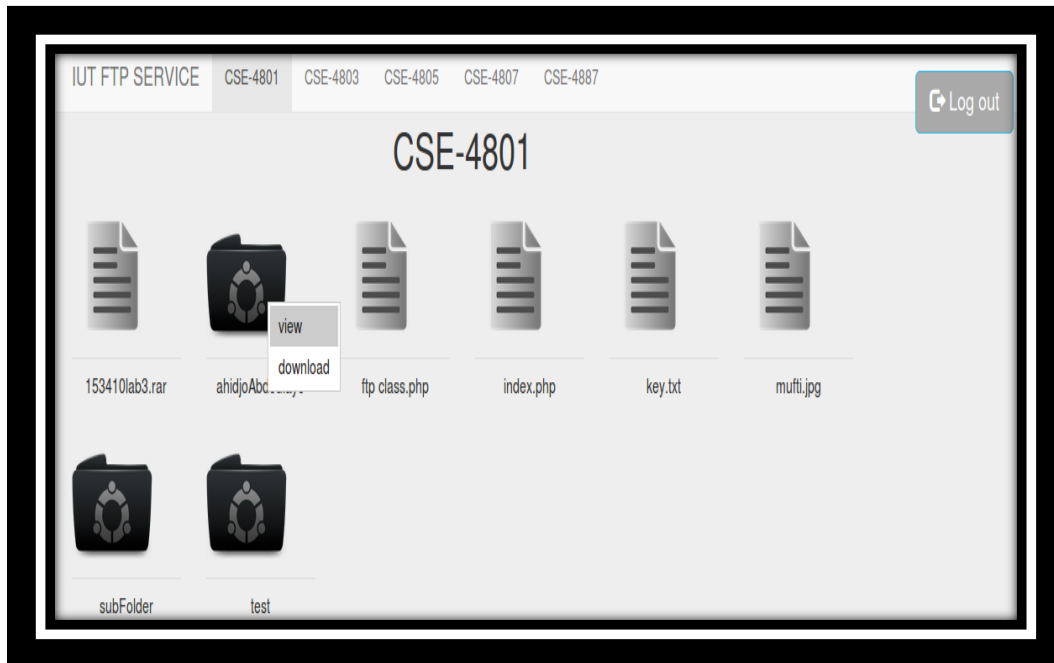 IUT FTP SERVICE CSE-4801 CSE-4803 CSE-4805 CSE-4807 CSE-4887
Log out
CSE-4801
view
download
153410lab3.rar
ftp class.php index.php key.txt mufti.jpg
subFolder test